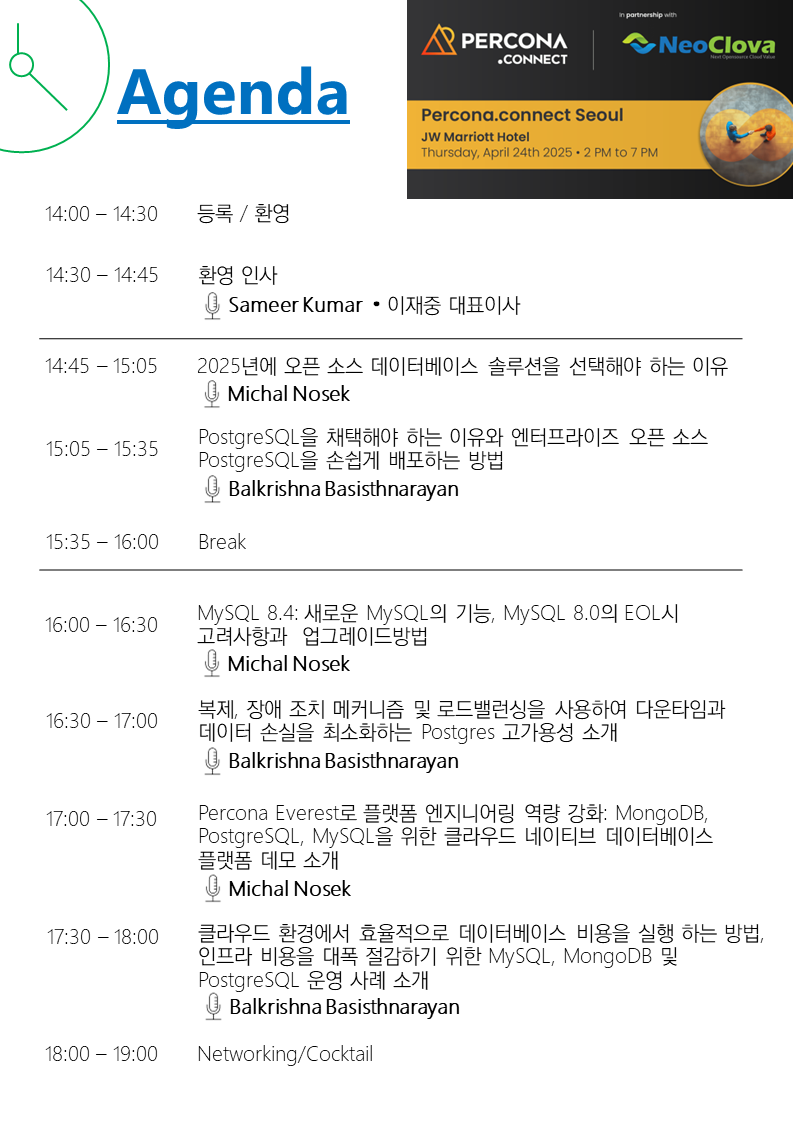 Agenda
In partnership with
PERCONA
.CONNECT
NeoClova
Next Opensource Cloud Value
Percona.connect Seoul
JW Marriott Hotel
Thursday, April 24th 2025 • 2 PM to 7 PM
14:00 – 14:30 등록 / 환영
14:30 – 14:45 환영 인사
Sameer Kumar • 이재중 대표이사
14:45 – 15:05 2025년에 오픈 소스 데이터베이스 솔루션을 선택해야 하는 이유
Michal Nosek
15:05 – 15:35 PostgreSQL을 채택해야 하는 이유와 엔터프라이즈 오픈 소스
PostgreSQL을 손쉽게 배포하는 방법
Balkrishna Basisthnarayan
15:35 – 16:00 Break
16:00 – 16:30 MySQL 8.4: 새로운 MySQL의 기능, MySQL 8.0의 EOL시
고려사항과 업그레이드방법
Michal Nosek
16:30 – 17:00 복제, 장애 조치 메커니즘 및 로드밸런싱을 사용하여 다운타임과
데이터 손실을 최소화하는 Postgres 고가용성 소개
Balkrishna Basisthnarayan
17:00 – 17:30 Percona Everest로 플랫폼 엔지니어링 역량 강화: MongoDB,
PostgreSQL, MySQL을 위한 클라우드 네이티브 데이터베이스
플랫폼 데모 소개
Michal Nosek
17:30 – 18:00 클라우드 환경에서 효율적으로 데이터베이스 비용을 실행 하는 방법,
인프라 비용을 대폭 절감하기 위한 MySQL, MongoDB 및
PostgreSQL 운영 사례 소개
Balkrishna Basisthnarayan
18:00 – 19:00 Networking/Cocktail